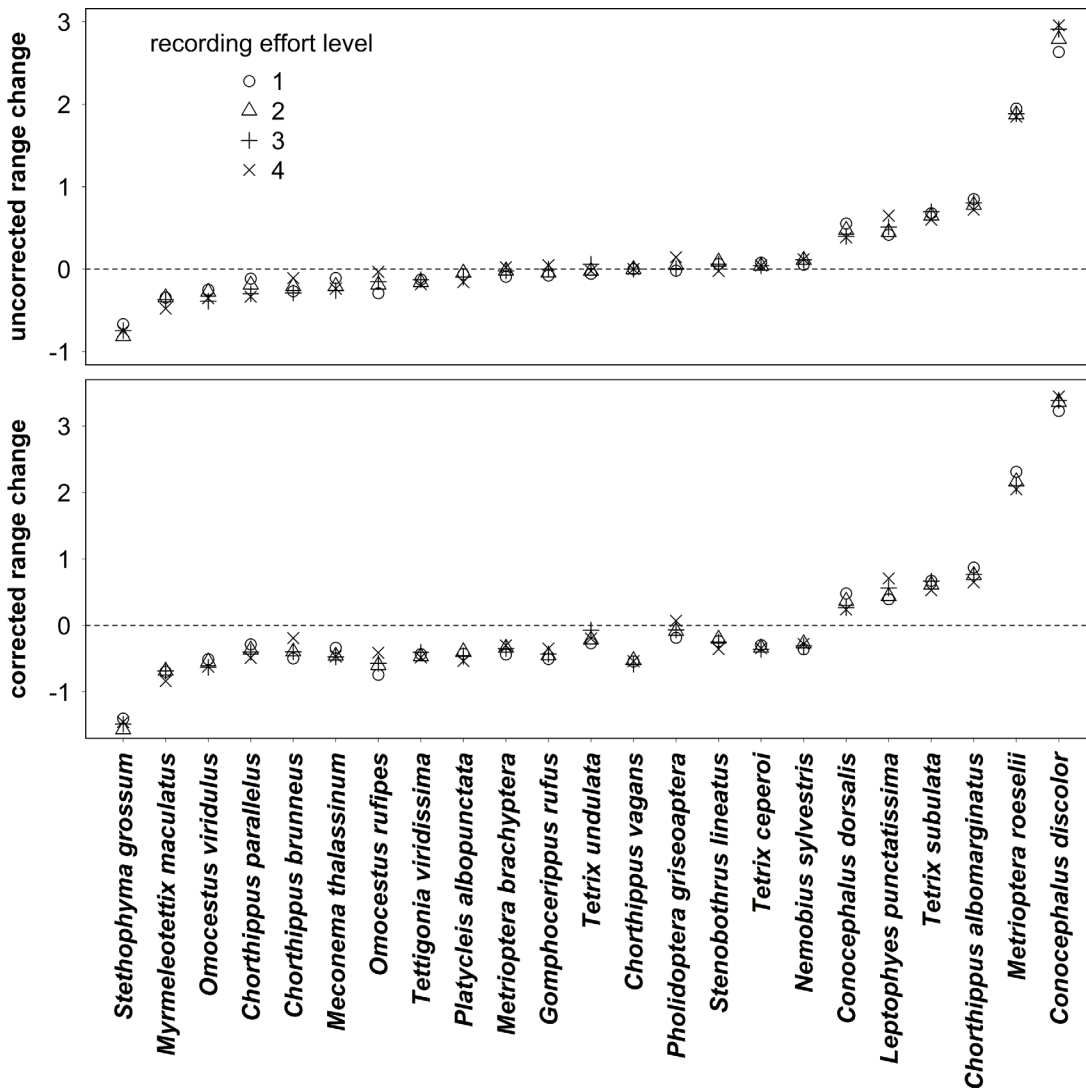 uncorrected range change
3
2
1
0
-1
recording effort level
1
2
3
4
corrected range change
3
2
1
0
-1
Stethophyma grossum
Myrmeleotettix maculatus
Omocestus viridulus
Chorthippus parallelus
Chorthippus brunneus
Meconema thalassinum
Omocestus rufipes
Tettigonia viridissima
Platycleis albopunctata
Metrioptera brachyptera
Gomphocerippus rufus
Tetrix undulata
Chorthippus vagans
Pholidoptera griseoaptera
Stenobothrus lineatus
Tetrix ceperoi
Nemobius sylvestris
Conocephalus dorsalis
Leptophyes punctatissima
Tetrix subulata
Chorthippus albomarginatus
Metrioptera roeselii
Conocephalus discolor